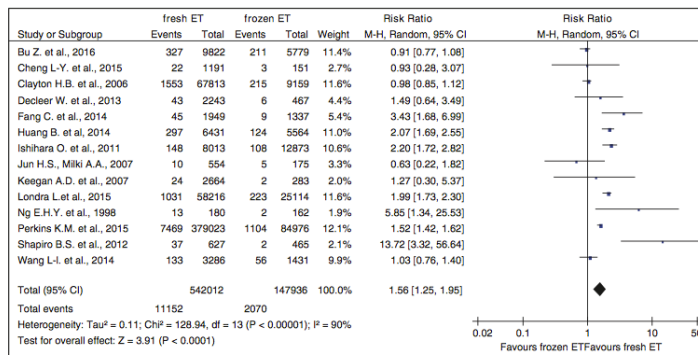 fresh ET frozen ET Risk Ratio Risk Ratio
Study or Subgroup Events Total Events Total Weight M-H, Random, 95% CI M-H, Random, 95% CI
Bu Z. et al., 2016 327 9822 211 5779 11.4% 0.91 [0.77, 1.08]
Cheng L-Y. et al., 2015 22 1191 3 151 4.1% 0.93 [0.28, 3.07]
Clayton H.B. et al., 2006 1553 67813 215 9159 11.6% 0.98 [0.85, 1.12]
Decleer W. et al., 2013 43 2243 6 467 5.7% 1.49 [0.64, 3.49]
Fang C. et al., 2014 45 1949 9 1337 6.7% 3.43 [1.68, 6.99]
Huang B. et al, 2014 297 6431 124 5564 11.0% 2.07 [1.69, 2.55]
Ishihara O. et al., 2011 148 8013 108 12873 10.6% 2.20 [1.72, 2.82]
Jun H.S., Milki A.A., 2007 10 554 5 175 4.7% 0.63 [0.22, 1.82]
Keegan A.D. et al., 2007 24 2664 2 283 3.0% 1.27 [0.30, 5.37]
Londra L.et al., 2015 1031 58216 223 25114 11.6% 1.99 [1.73, 2.30]
Ng E.H.Y. et al., 1998 13 180 2 162 2.9% 5.85 [1.34, 25.53]
Perkins K.M. et al., 2015 7469 379023 1104 84976 12.1% 1.52 [1.42, 1.62]
Shapiro B.S. et al., 2012 37 627 2 465 3.1% 13.72 [3.32, 56.64]
Wang L-l. et al., 2014 133 3286 56 1431 9.9% 1.03 [0.76, 1.40]
Total (95% CI) 542012 147936 100.0% 1.56 [1.25, 1.95]
Total events 11152 2070
Heterogeneity: Tau² = 0.11; Chi² = 128.94, df = 13 (P < 0.00001); I² = 90%
Test for overall effect: Z = 3.91 (P < 0.0001)
0.02 0.1 1 10 50
Favours frozen ET Favours fresh ET